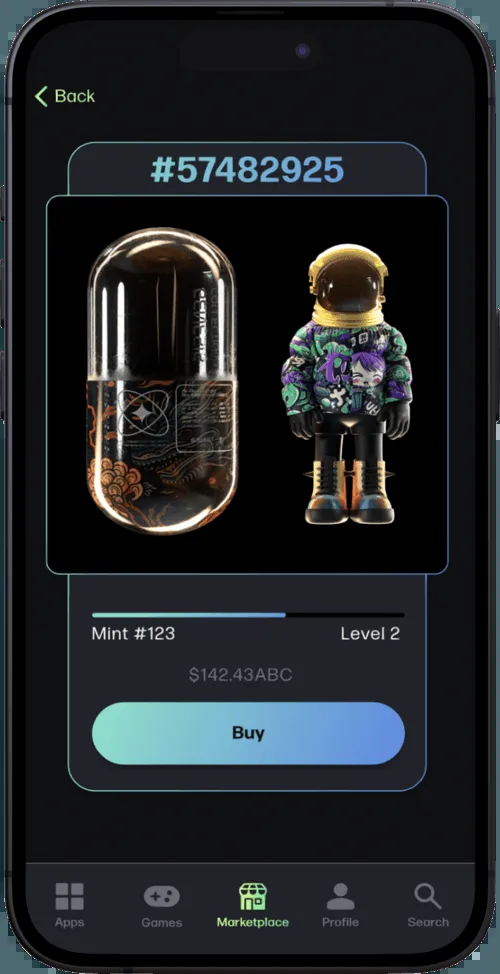 Back
#57482925
Mint #123
Level 2
$142.43ABC
Buy
Apps
Games
Marketplace
Profile
Search